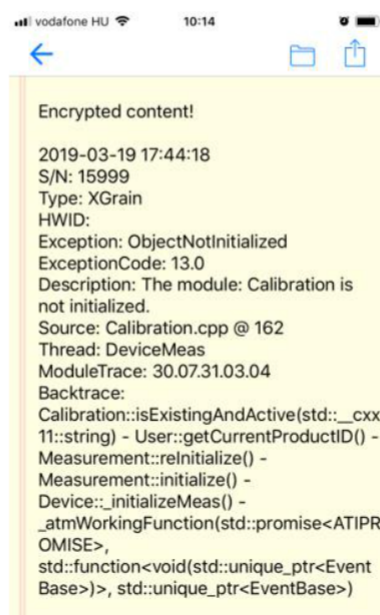 vodafone HU
10:14
Encrypted content!
2019-03-19 17:44:18
S/N: 15999
Type: XGrain
HWID:
Exception: ObjectNotInitialized
ExceptionCode: 13.0
Description: The module: Calibration is
not initialized.
Source: Calibration.cpp @ 162
Thread: DeviceMeas
ModuleTrace: 30.07.31.03.04
Backtrace:
Calibration::isExistingAndActive(std::__cxx
11::string) - User::getCurrentProductID() -
Measurement::reInitialize() -
Measurement::initialize() -
Device::_initializeMeas() -
_atmWorkingFunction(std::promise<ATIPR
OMISE>,
std::function<void(std::unique_ptr<Event
Base>)>, std::unique_ptr<EventBase>)